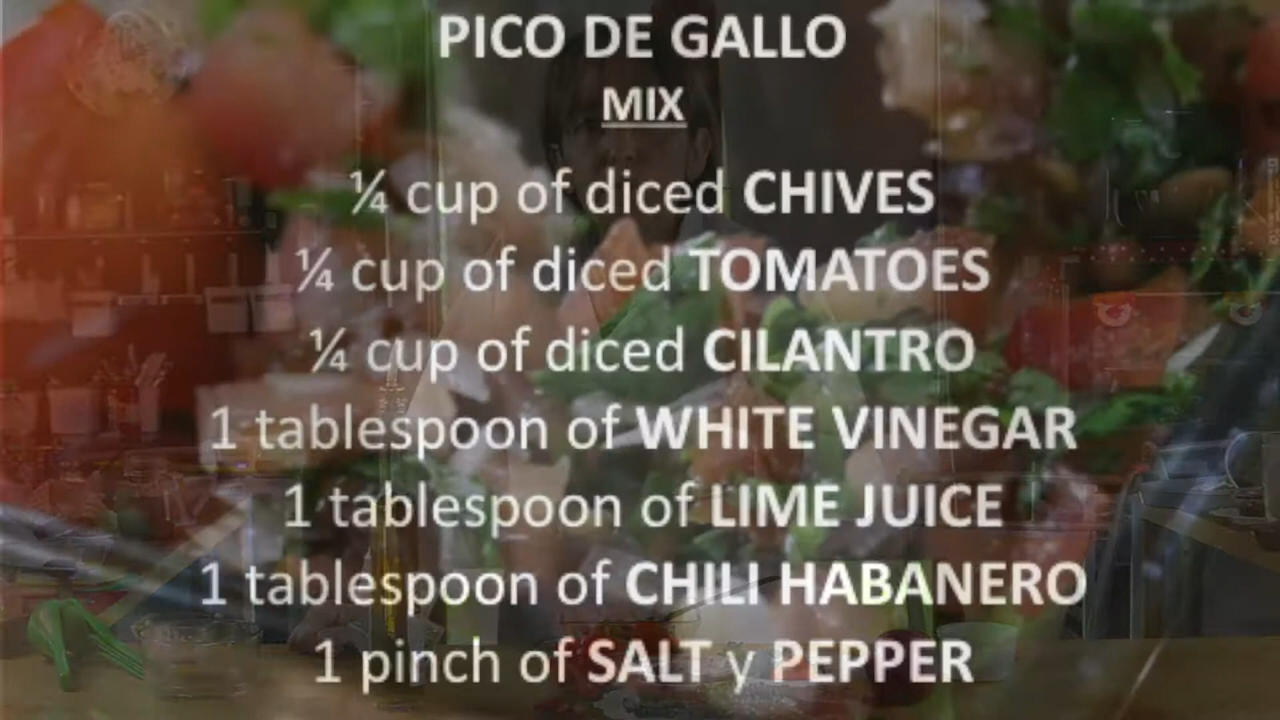 PICO DE GALLO
MIX
¼ cup of diced CHIVES
¼ cup of diced TOMATOES
¼ cup of diced CILANTRO
1 tablespoon of WHITE VINEGAR
1 tablespoon of LIME JUICE
1 tablespoon of CHILI HABANERO
1 pinch of SALT y PEPPER